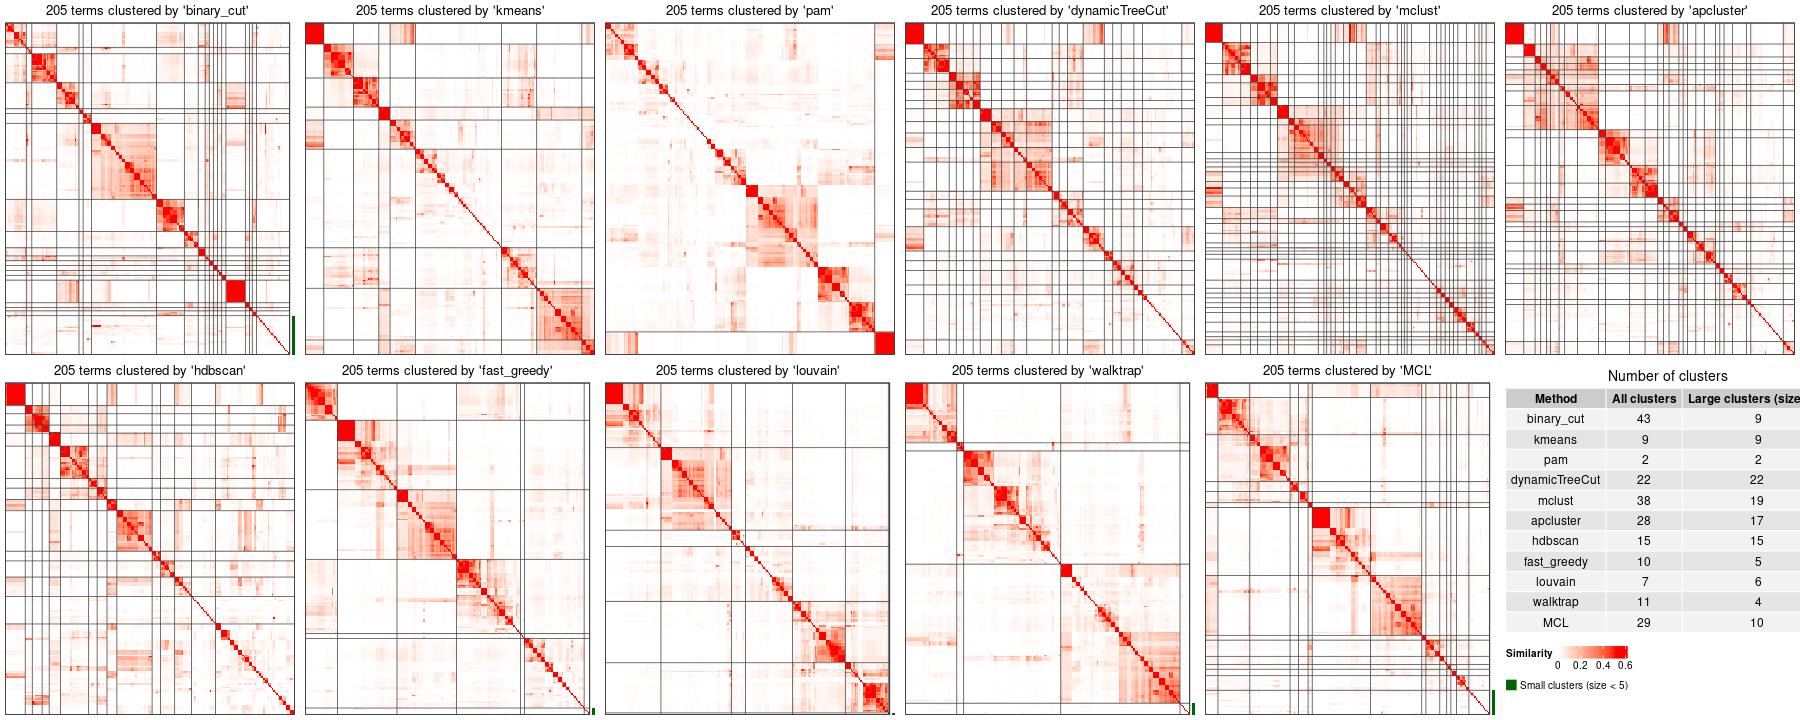 205 terms clustered by 'binary_cut'
205 terms clustered by 'kmeans'
205 terms clustered by 'pam'
205 terms clustered by 'dynamicTreeCut'
205 terms clustered by 'mclust'
205 terms clustered by 'apcluster'
205 terms clustered by 'hdbscan'
205 terms clustered by 'fast_greedy'
205 terms clustered by 'louvain'
205 terms clustered by 'walktrap'
205 terms clustered by 'MCL'
Number of clusters
Method All clusters Large clusters (size
binary_cut 43 9
kmeans 9 9
pam 2 2
dynamicTreeCut 22 22
mclust 38 19
apcluster 28 17
hdbscan 15 15
fast_greedy 10 5
louvain 7 6
walktrap 11 4
MCL 29 10
Similarity
0 0.2 0.4 0.6
Small clusters (size < 5)